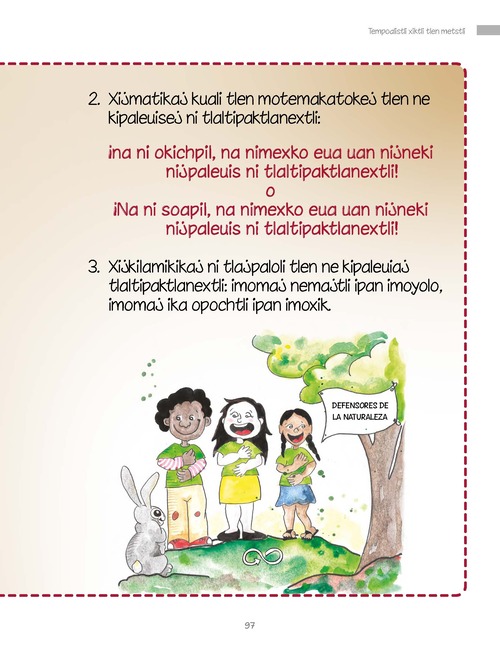 Tempoalistli xiktli tlen metstli
2. Xijmatikaj kuali tlen motemakatokej tlen ne
kipaleuisej ni tlaltipaktlanextli:
¡na ni okichpil, na nimexko eua uan nijneki
nijpaleuis ni tlaltipaktlanextli!
o
¡Na ni soapil, na nimexko eua uan nijneki
nijpaleuis ni tlaltipaktlanextli!
3. Xijkilamikikaj ni tlajpaloli tlen ne kipaleuiaj
tlaltipaktlanextli: imomaj nemajtli ipan imoyolo,
imomaj ika opochtli ipan imoxik.
DEFENSORES DE
LA NATURALEZA
97